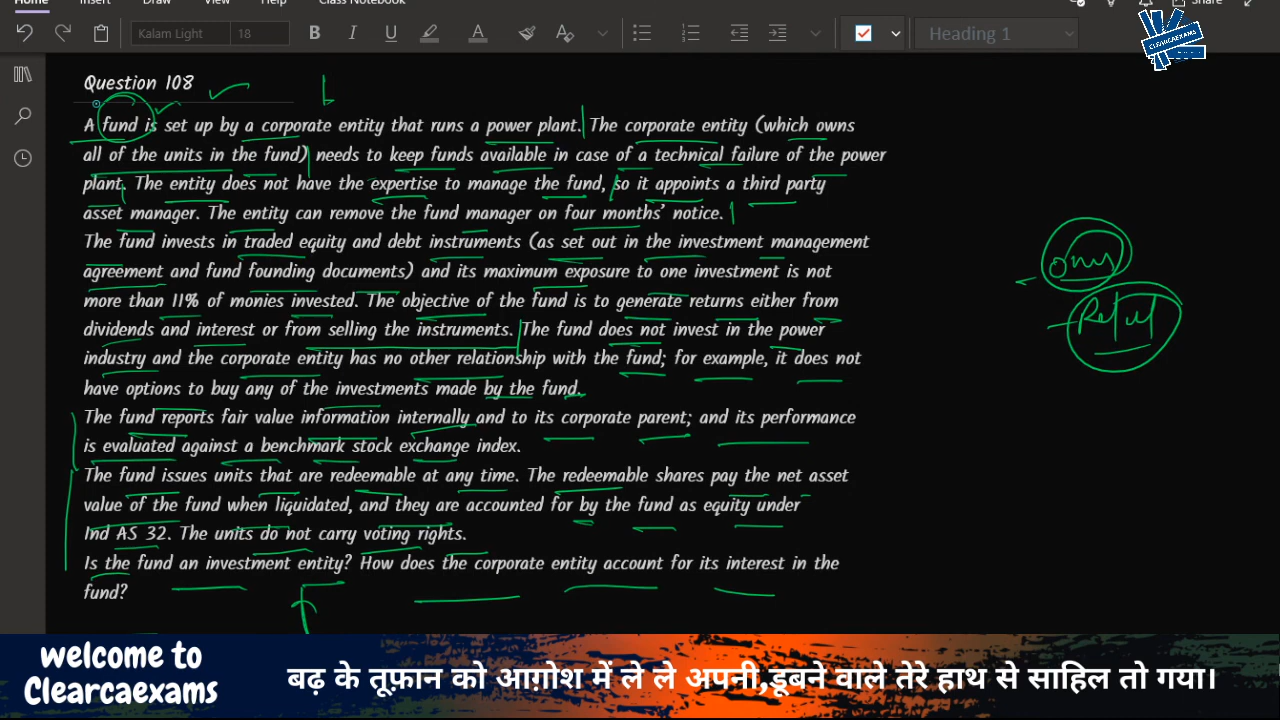 Home Insert Draw View Help Class Notebook Share
Kalam Light 18 B I U A A Heading 1
CLEARCAEXAMS
Question 108
A fund is set up by a corporate entity that runs a power plant. The corporate entity (which owns
all of the units in the fund) needs to keep funds available in case of a technical failure of the power
plant. The entity does not have the expertise to manage the fund, so it appoints a third party
asset manager. The entity can remove the fund manager on four months' notice.
The fund invests in traded equity and debt instruments (as set out in the investment management
agreement and fund founding documents) and its maximum exposure to one investment is not
more than 11% of monies invested. The objective of the fund is to generate returns either from
dividends and interest or from selling the instruments. The fund does not invest in the power
industry and the corporate entity has no other relationship with the fund; for example, it does not
have options to buy any of the investments made by the fund.
The fund reports fair value information internally and to its corporate parent; and its performance
is evaluated against a benchmark stock exchange index.
The fund issues units that are redeemable at any time. The redeemable shares pay the net asset
value of the fund when liquidated, and they are accounted for by the fund as equity under
Ind AS 32. The units do not carry voting rights.
Is the fund an investment entity? How does the corporate entity account for its interest in the
fund?
welcome to
Clearcaexams
बढ़ के तूफ़ान को आग़ोश में ले ले अपनी,डूबने वाले तेरे हाथ से साहिल तो गया।